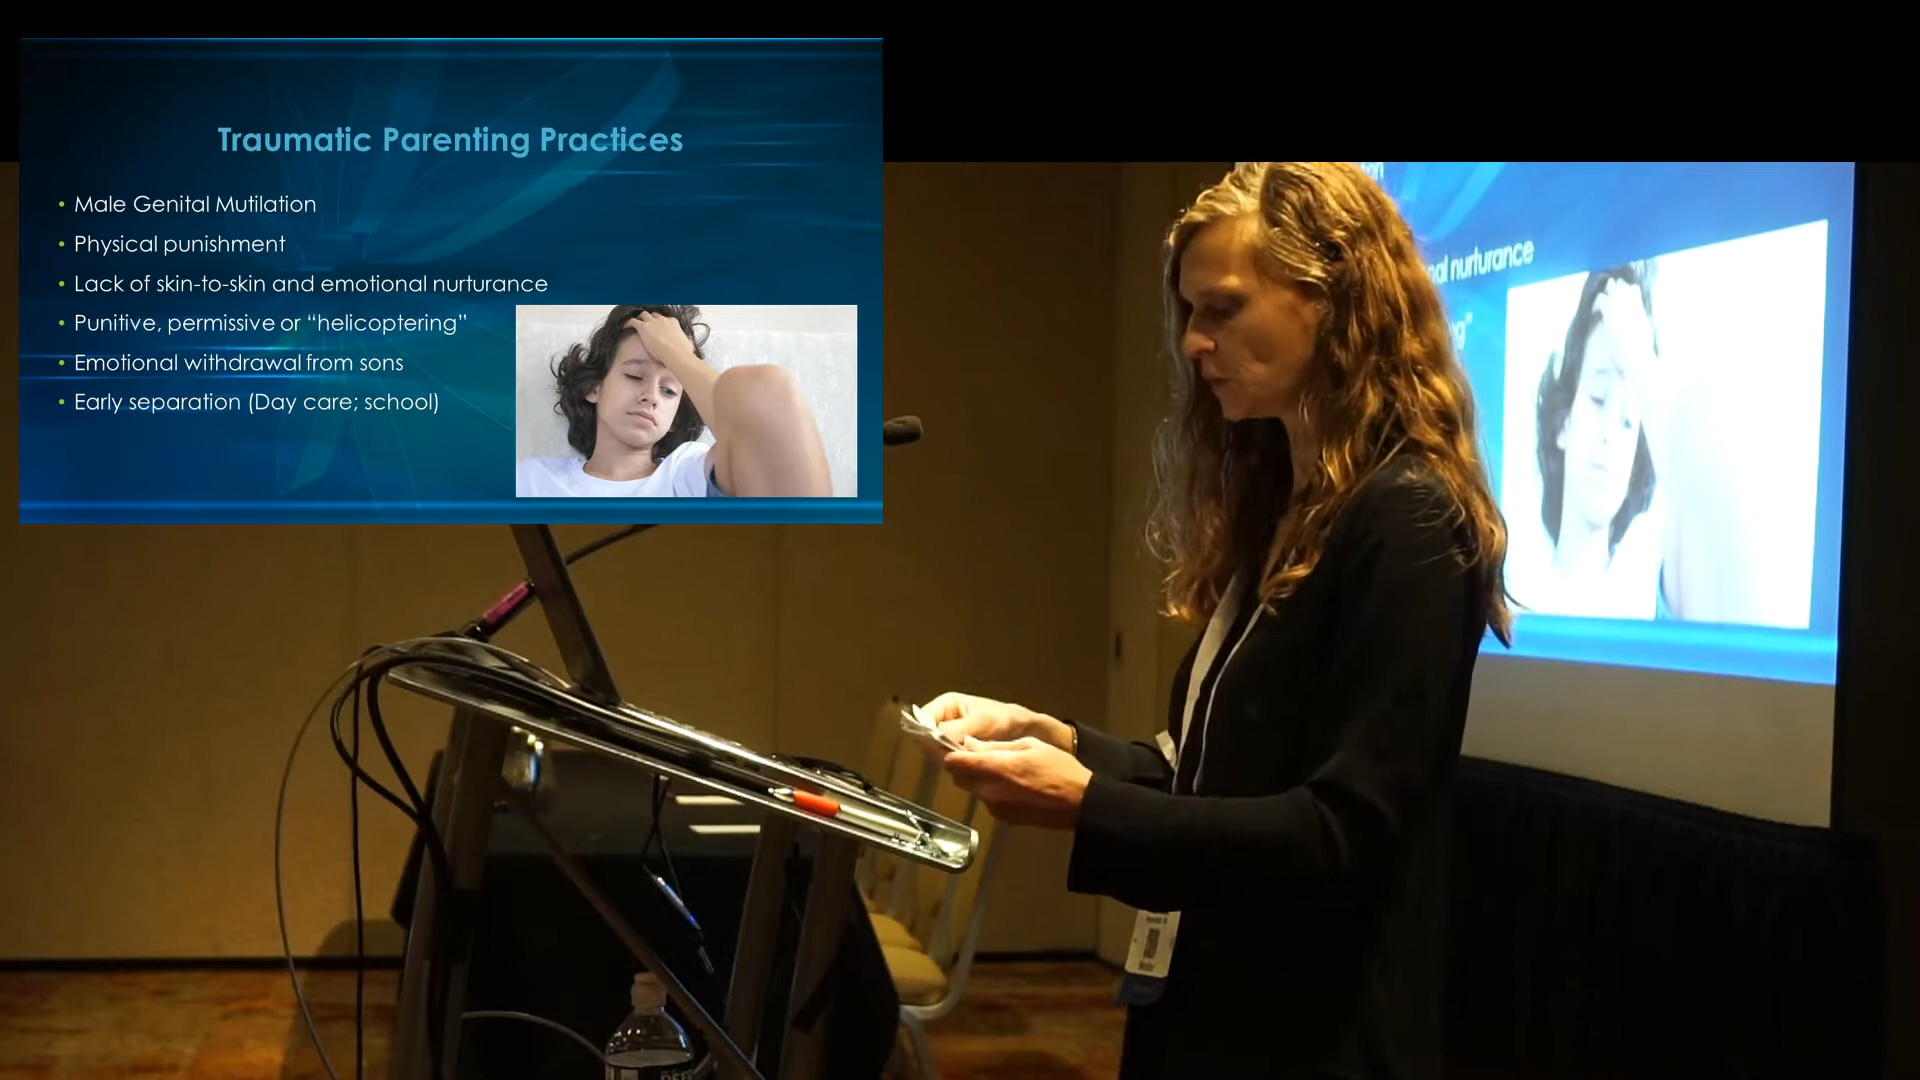 Traumatic Parenting Practices
• Male Genital Mutilation
• Physical punishment
• Lack of skin-to-skin and emotional nurturance
• Punitive, permissive or “helicoptering”
• Emotional withdrawal from sons
• Early separation (Day care; school)
nurturance